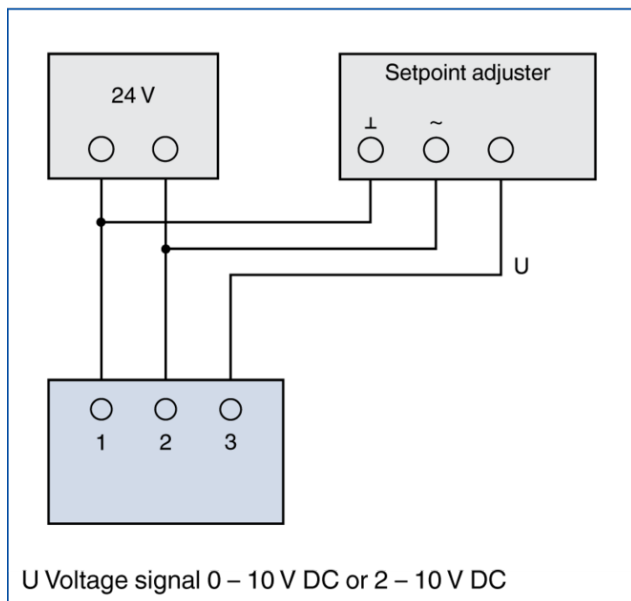 24 V
Setpoint adjuster
⊥ ~
U
1 2 3
U Voltage signal 0 – 10 V DC or 2 – 10 V DC